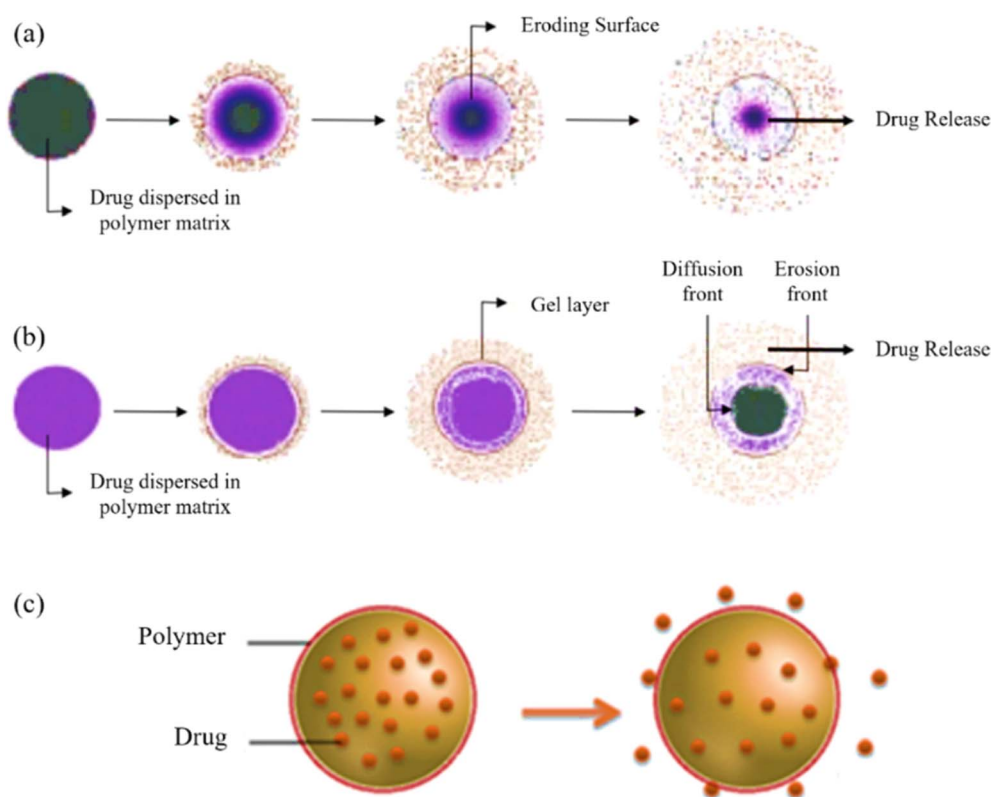 (a)
Eroding Surface
Drug Release
Drug dispersed in
polymer matrix
Diffusion
front
Erosion
front
(b)
Gel layer
Drug Release
Drug dispersed in
polymer matrix
(c)
Polymer
Drug